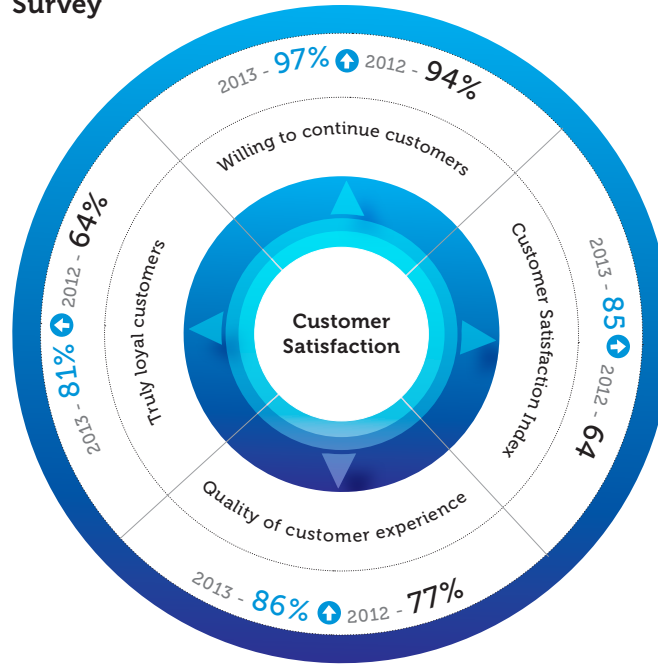 Survey
2013 - 97% 2012 - 94%
Willing to continue customers
2013 - 85 2012 - 64
Customer Satisfaction Index
2013 - 81% 2012 - 64%
Truly loyal customers
Customer
Satisfaction
Quality of customer experience
2013 - 86% 2012 - 77%